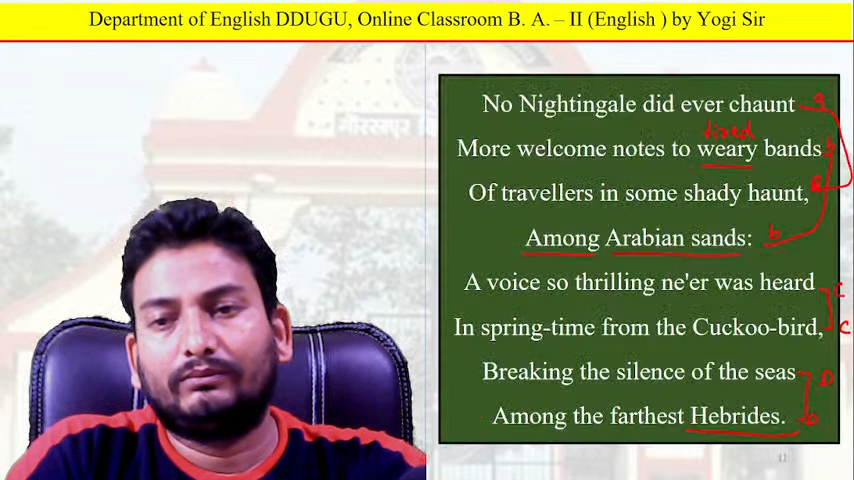 Department of English DDUGU, Online Classroom B. A. – II (English ) by Yogi Sir
No Nightingale did ever chaunt a
tired
More welcome notes to weary bands b
Of travellers in some shady haunt, a
Among Arabian sands: b
A voice so thrilling ne'er was heard C
In spring-time from the Cuckoo-bird, C
Breaking the silence of the seas D
Among the farthest Hebrides. D
11